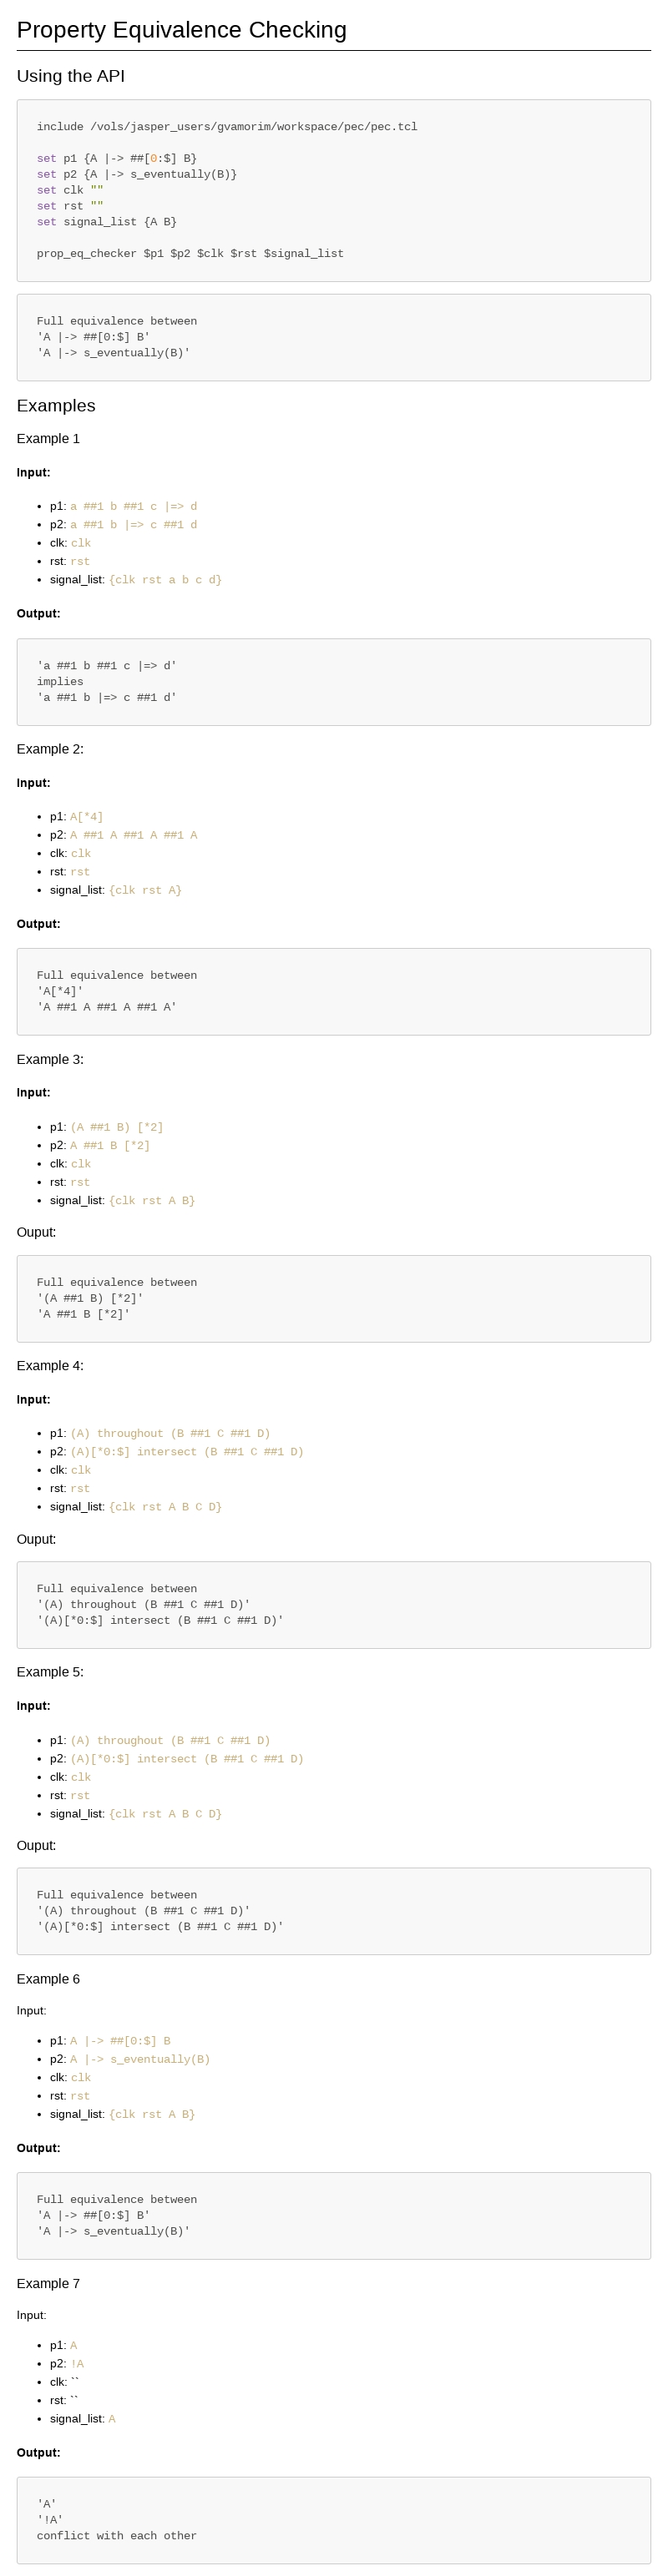 Property Equivalence Checking
Using the API
include /vols/jasper_users/gvamorim/workspace/pec/pec.tcl
set p1 {A |-> ##[0:$] B}
set p2 {A |-> s_eventually(B)}
set clk ""
set rst ""
set signal_list {A B}
prop_eq_checker $p1 $p2 $clk $rst $signal_list
Full equivalence between
'A |-> ##[0:$] B'
'A |-> s_eventually(B)'
Examples
Example 1
Input:
• p1: a ##1 b ##1 c |=> d
• p2: a ##1 b |=> c ##1 d
• clk: clk
• rst: rst
• signal_list: {clk rst a b c d}
Output:
'a ##1 b ##1 c |=> d'
implies
'a ##1 b |=> c ##1 d'
Example 2:
Input:
• p1: A[*4]
• p2: A ##1 A ##1 A ##1 A
• clk: clk
• rst: rst
• signal_list: {clk rst A}
Output:
Full equivalence between
'A[*4]'
'A ##1 A ##1 A ##1 A'
Example 3:
Input:
• p1: (A ##1 B) [*2]
• p2: A ##1 B [*2]
• clk: clk
• rst: rst
• signal_list: {clk rst A B}
Ouput:
Full equivalence between
'(A ##1 B) [*2]'
'A ##1 B [*2]'
Example 4:
Input:
• p1: (A) throughout (B ##1 C ##1 D)
• p2: (A)[*0:$] intersect (B ##1 C ##1 D)
• clk: clk
• rst: rst
• signal_list: {clk rst A B C D}
Ouput:
Full equivalence between
'(A) throughout (B ##1 C ##1 D)'
'(A)[*0:$] intersect (B ##1 C ##1 D)'
Example 5:
Input:
• p1: (A) throughout (B ##1 C ##1 D)
• p2: (A)[*0:$] intersect (B ##1 C ##1 D)
• clk: clk
• rst: rst
• signal_list: {clk rst A B C D}
Ouput:
Full equivalence between
'(A) throughout (B ##1 C ##1 D)'
'(A)[*0:$] intersect (B ##1 C ##1 D)'
Example 6
Input:
• p1: A |-> ##[0:$] B
• p2: A |-> s_eventually(B)
• clk: clk
• rst: rst
• signal_list: {clk rst A B}
Output:
Full equivalence between
'A |-> ##[0:$] B'
'A |-> s_eventually(B)'
Example 7
Input:
• p1: A
• p2: !A
• clk: ``
• rst: ``
• signal_list: A
Output:
'A'
'!A'
conflict with each other